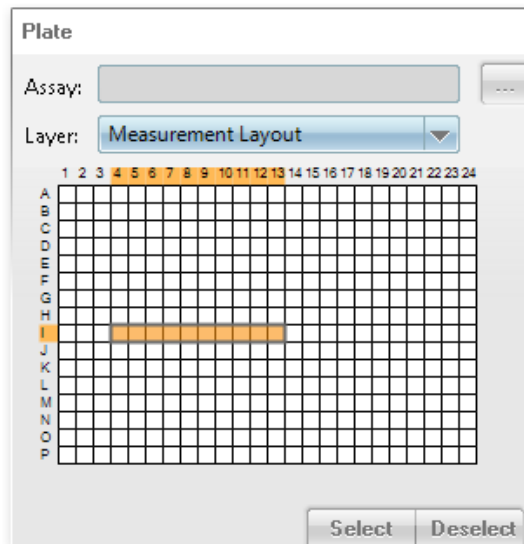 Plate
Assay:
...
Layer: Measurement Layout
1 2 3 4 5 6 7 8 9 10 11 12 13 14 15 16 17 18 19 20 21 22 23 24
A
B
C
D
E
F
G
H
I
J
K
L
M
N
O
P
Select Deselect